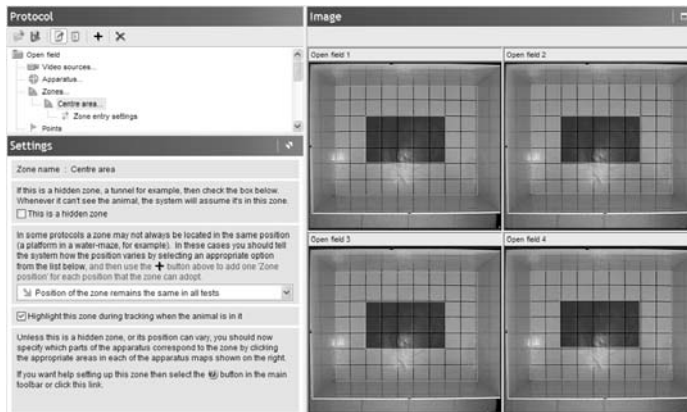 Protocol
Open field
Video sources...
Apparatus...
Zones...
Centre area...
Zone entry settings
Points
Settings
Zone name : Centre area
If this is a hidden zone, a tunnel for example, then check the box below.
Whenever it can't see the animal, the system will assume it's in this zone.
This is a hidden zone
In some protocols a zone may not always be located in the same position
(a platform in a water-maze, for example). In these cases you should tell
the system how the position varies by selecting an appropriate option
from the list below, and then use the + button above to add one 'Zone
position' for each position that the zone can adopt.
Position of the zone remains the same in all tests
Highlight this zone during tracking when the animal is in it
Unless this is a hidden zone, or its position can vary, you should now
specify which parts of the apparatus correspond to the zone by clicking
the appropriate areas in each of the apparatus maps shown on the right.
If you want help setting up this zone then select the button in the main
toolbar or click this link.
Image
Open field 1
Open field 2
Open field 3
Open field 4